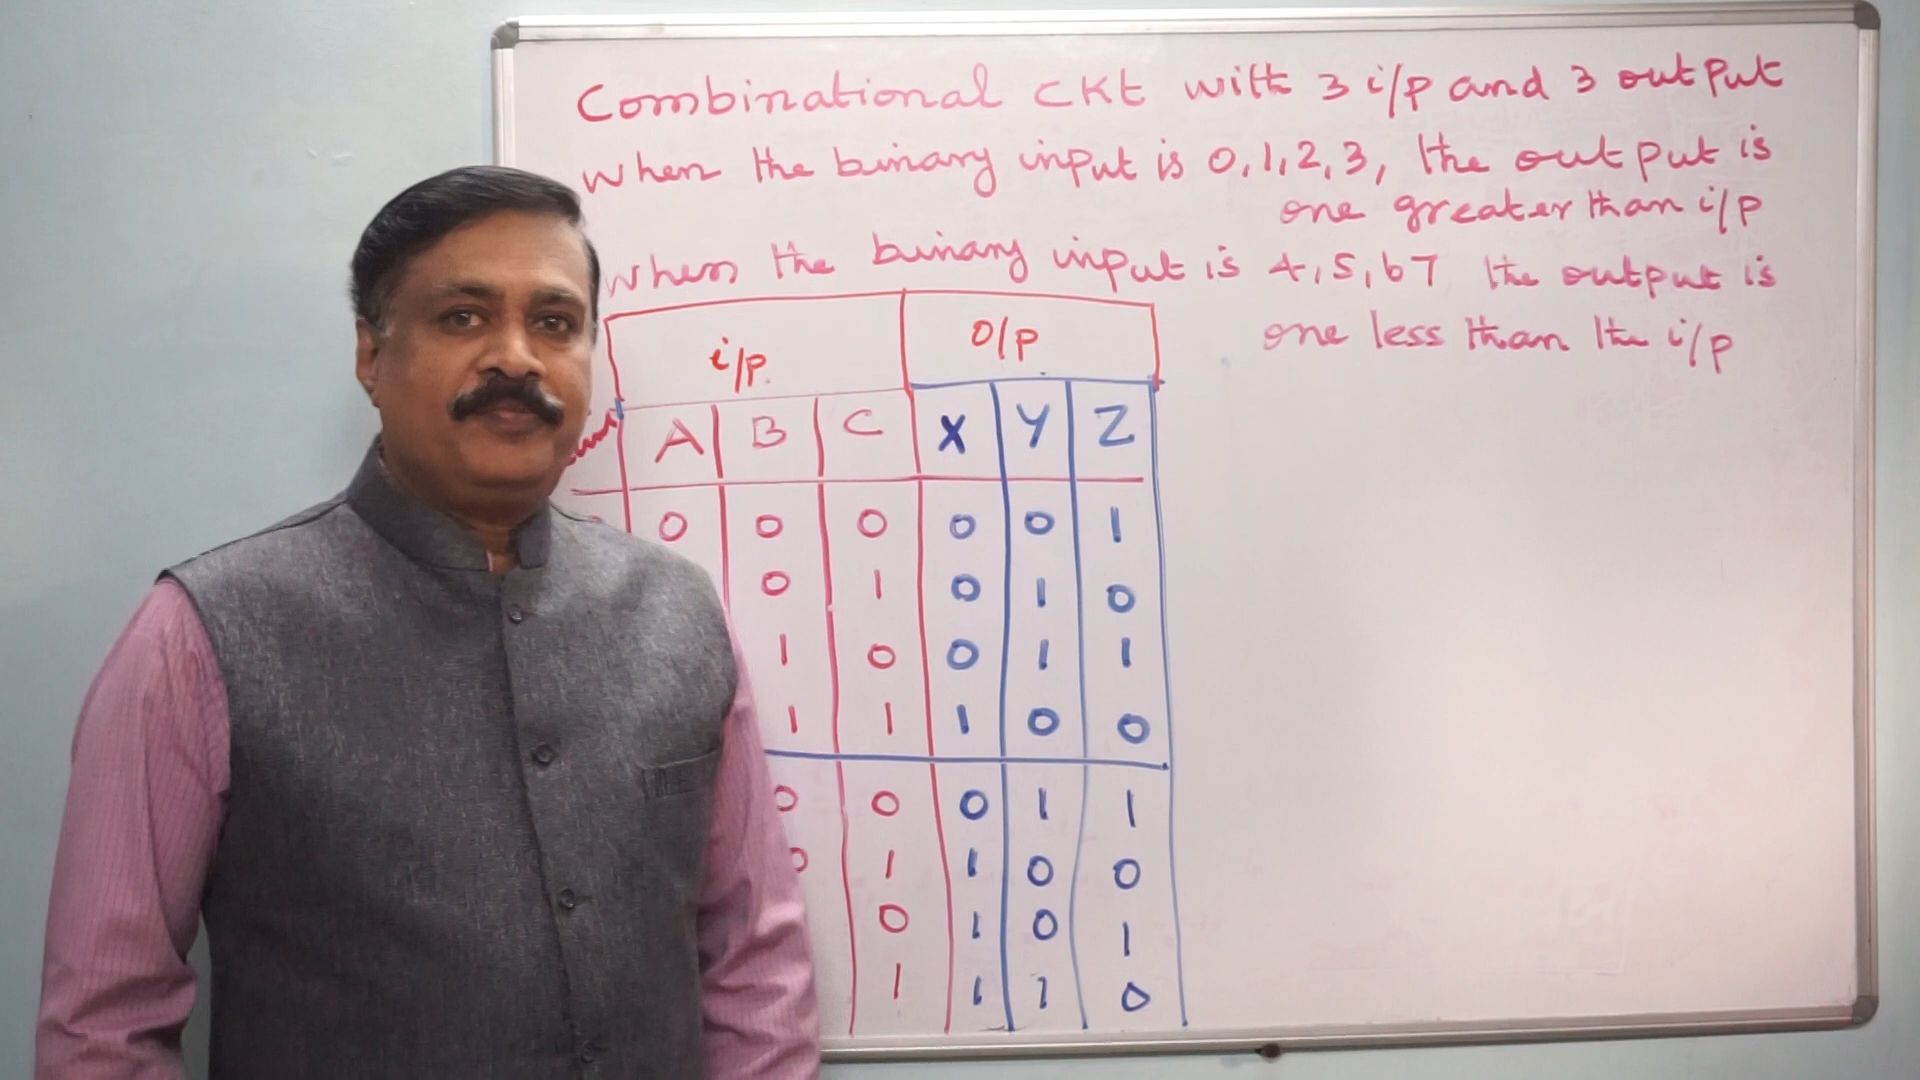 Combinational CKt with 3 i/p and 3 output
when the binary input is 0,1,2,3, the output is
one greater than i/p
when the binary input is 4,5,67 the output is
one less than the i/p
i/p O/p
A B C X Y Z
0 0 0 0 0 1
0 1 0 1 0
1 0 0 1 1
1 1 1 0 0
0 0 0 1 1
0 1 1 0 0
0 1 0 1
1 1 1 0